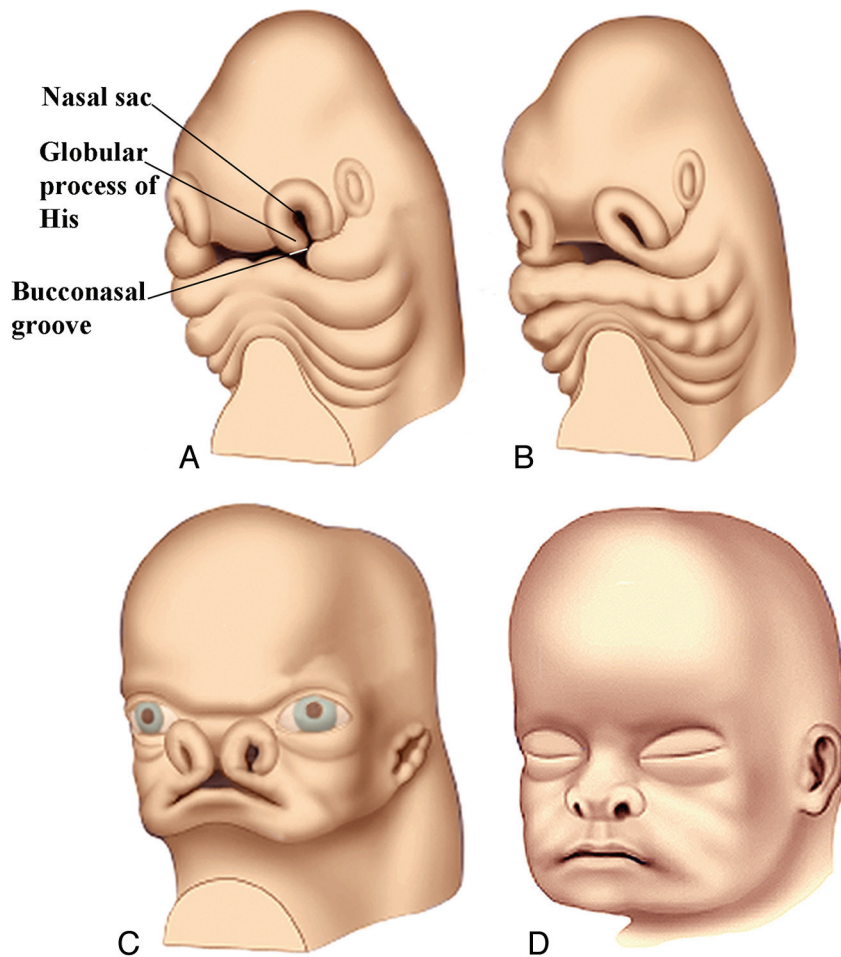 Nasal sac
Globular
process of
His
Bucconasal
groove
A
B
C
D